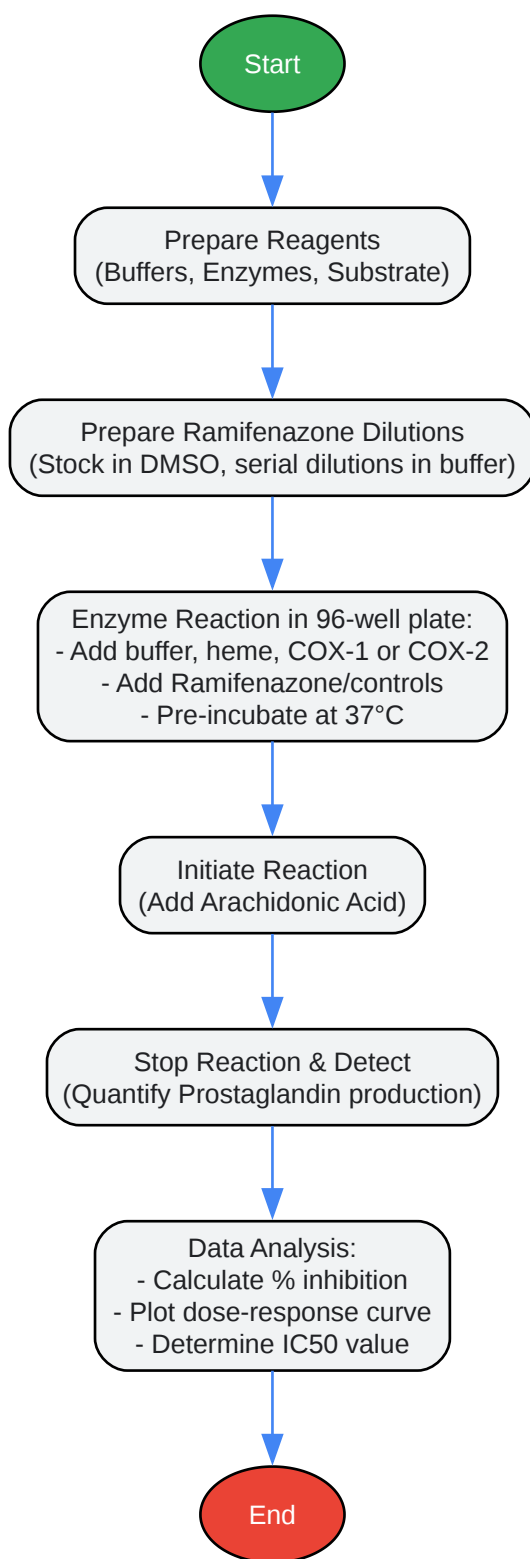 Start
Prepare Reagents
(Buffers, Enzymes, Substrate)
Prepare Ramifenazone Dilutions
(Stock in DMSO, serial dilutions in buffer)
Enzyme Reaction in 96-well plate:
- Add buffer, heme, COX-1 or COX-2
- Add Ramifenazone/controls
- Pre-incubate at 37°C
Initiate Reaction
(Add Arachidonic Acid)
Stop Reaction & Detect
(Quantify Prostaglandin production)
Data Analysis:
- Calculate % inhibition
- Plot dose-response curve
- Determine IC50 value
End